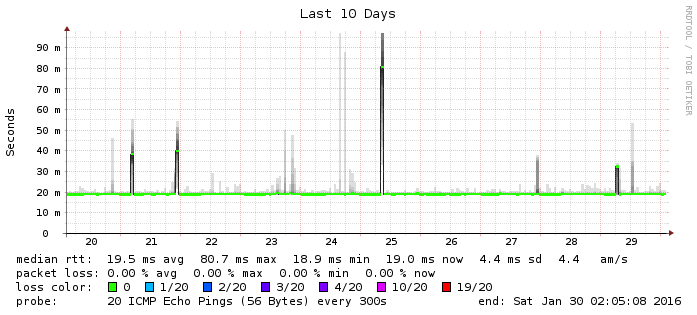 Last 10 Days
RRDTOOL / TOBI OETIKER
Seconds
90 m
80 m
70 m
60 m
50 m
40 m
30 m
20 m
10 m
0
20 21 22 23 24 25 26 27 28 29
median rtt: 19.5 ms avg 80.7 ms max 18.9 ms min 19.0 ms now 4.4 ms sd 4.4 am/s
packet loss: 0.00 % avg 0.00 % max 0.00 % min 0.00 % now
loss color: 0 1/20 2/20 3/20 4/20 10/20 19/20
probe: 20 ICMP Echo Pings (56 Bytes) every 300s end: Sat Jan 30 02:05:08 2016